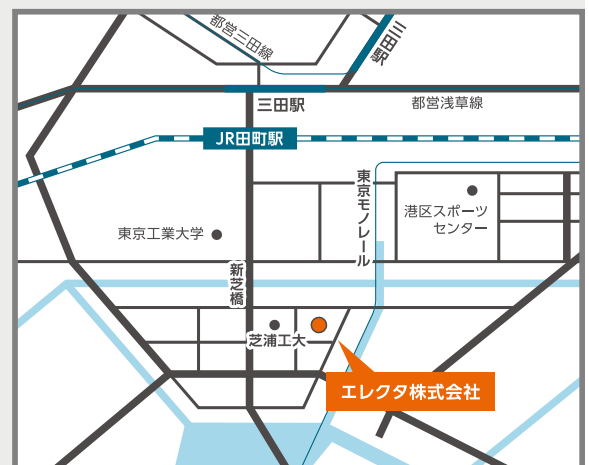 都営三田線
三田駅
三田駅
都営浅草線
JR田町駅
東京モノレール
港区スポーツ
センター
東京工業大学
新芝橋
芝浦工大
エレクタ株式会社